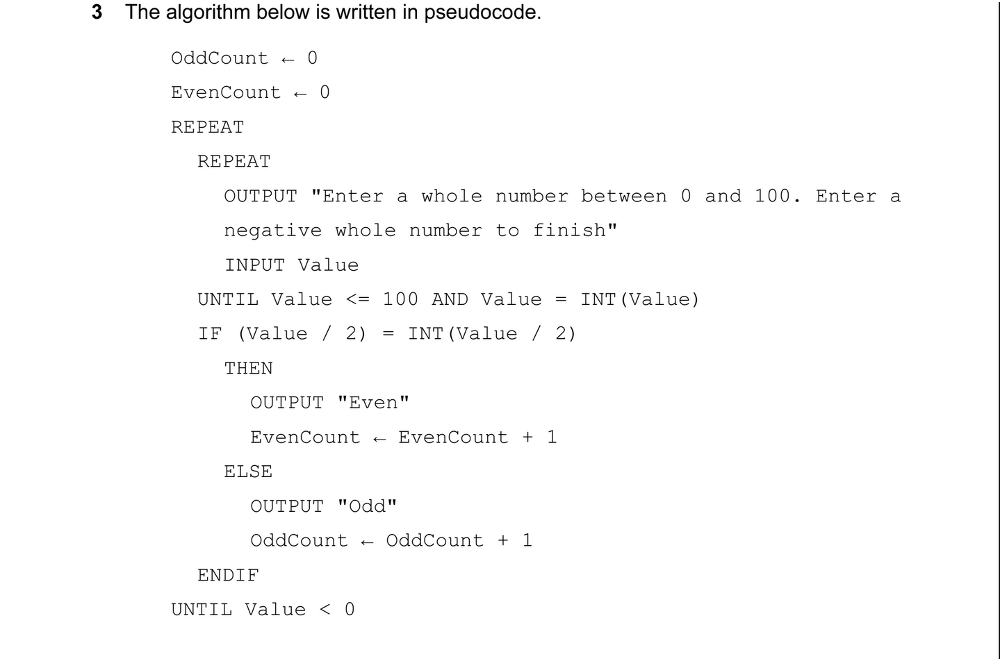 3 The algorithm below is written in pseudocode.
OddCount ← 0
EvenCount ← 0
REPEAT
REPEAT
OUTPUT "Enter a whole number between 0 and 100. Enter a
negative whole number to finish"
INPUT Value
UNTIL Value <= 100 AND Value = INT(Value)
IF (Value / 2) = INT(Value / 2)
THEN
OUTPUT "Even"
EvenCount ← EvenCount + 1
ELSE
OUTPUT "Odd"
OddCount ← OddCount + 1
ENDIF
UNTIL Value < 0